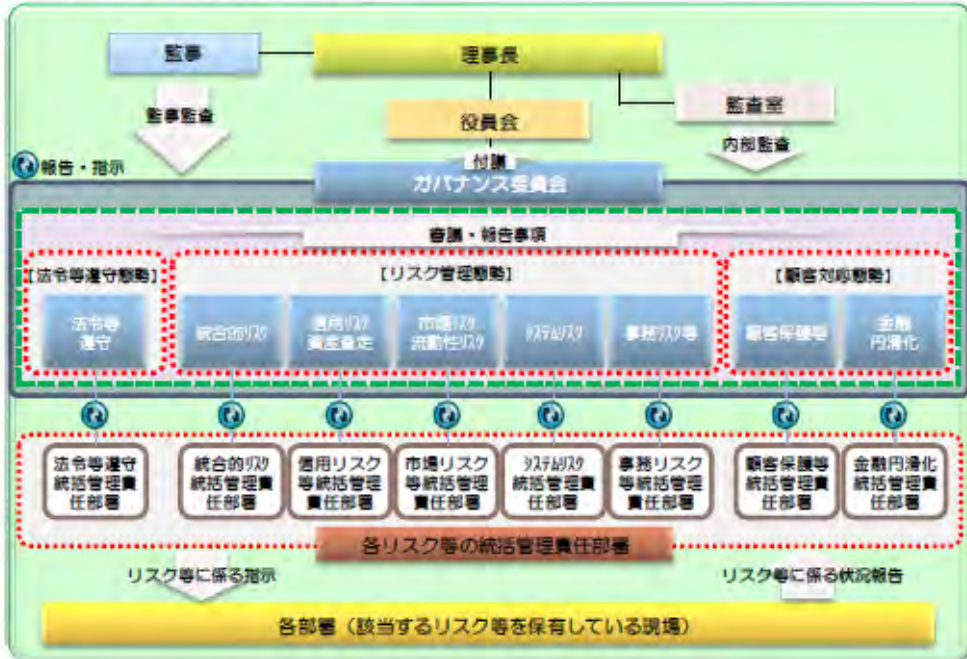 監事
理事長
監査室
監事監査
役員会
内部監査
付議
報告・指示
ガバナンス委員会
審議・報告事項
【法令等遵守態勢】
【リスク管理態勢】
【顧客対応態勢】
法令等
遵守
統合的ﾘｽｸ
信用ﾘｽｸ
資産査定
市場ﾘｽｸ
流動性ﾘｽｸ
ｼｽﾃﾑﾘｽｸ
事務ﾘｽｸ等
顧客保護等
金融
円滑化
法令等遵守
統括管理責
任部署
統合的ﾘｽｸ
統括管理責
任部署
信用リスク
等統括管理
責任部署
市場リスク
等統括管理
責任部署
ｼｽﾃﾑﾘｽｸ
統括管理責
任部署
事務リスク
等統括管理
責任部署
顧客保護等
統括管理責
任部署
金融円滑化
統括管理責
任部署
各リスク等の統括管理責任部署
リスク等に係る指示
リスク等に係る状況報告
各部署（該当するリスク等を保有している現場）